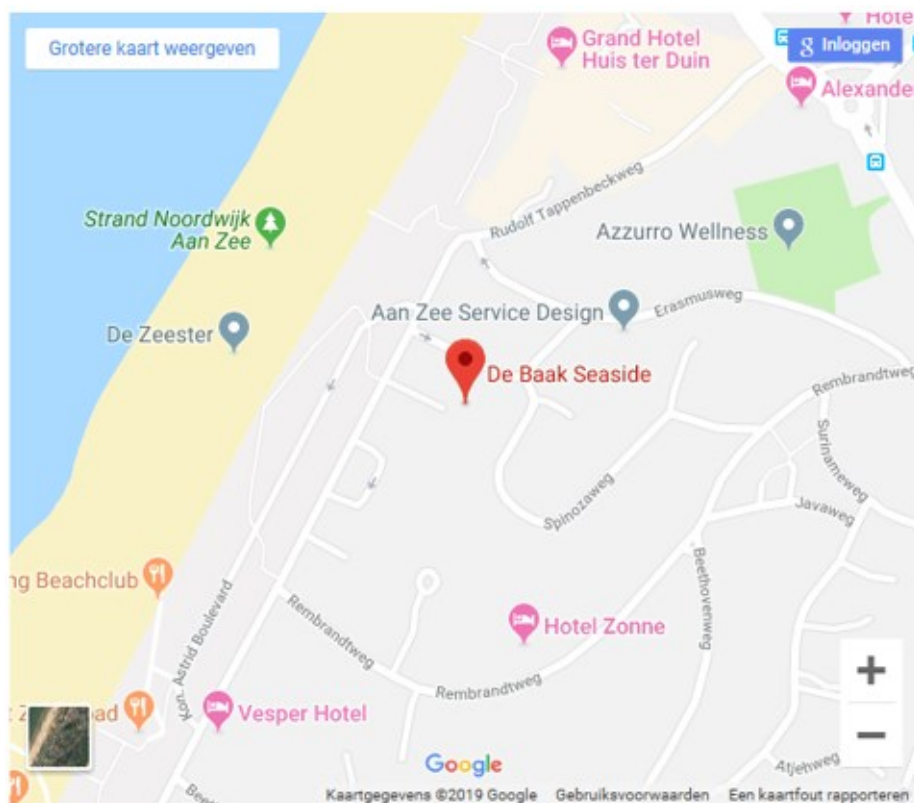 Grotere kaart weergeven
Grand Hotel
Huis ter Duin
Hote
g Inloggen
Alexande
Rudolf Tappenbeckweg
Strand Noordwijk
Aan Zee
Azzurro Wellness
Aan Zee Service Design
Erasmusweg
De Zeester
De Baak Seaside
Rembrandtweg
Surinameweg
Spinozaweg
Javaweg
ng Beachclub
Beethovenweg
Kon. Astrid Boulevard
Rembrandtweg
Hotel Zonne
Rembrandtweg
Vesper Hotel
Atjehweg
Google
Kaartgegevens ©2019 Google
Gebruiksvoorwaarden
Een kaartfout rapporteren